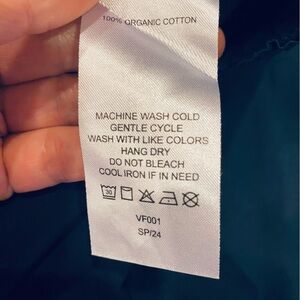 100% ORGANIC COTTON
MACHINE WASH COLD
GENTLE CYCLE
WASH WITH LIKE COLORS
HANG DRY
DO NOT BLEACH
COOL IRON IF IN NEED
30
VF001
SP/24